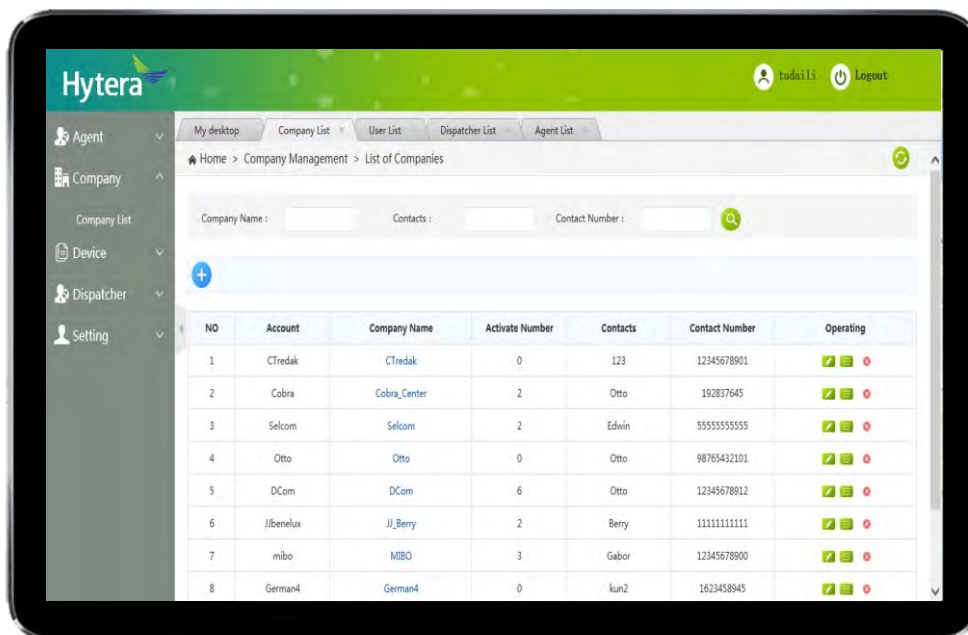 Hytera
tudaili Logout
Agent
Company
Company List
Device
Dispatcher
Setting
My desktop Company List × User List Dispatcher List Agent List
Home > Company Management > List of Companies
Company Name : Contacts : Contact Number :
NO Account Company Name Activate Number Contacts Contact Number Operating
1 CTredak CTredak 0 123 12345678901
2 Cobra Cobra_Center 2 Otto 192837645
3 Selcom Selcom 2 Edwin 55555555555
4 Otto Otto 0 Otto 98765432101
5 DCom DCom 6 Otto 12345678912
6 JJbenelux JJ_Berry 2 Berry 11111111111
7 mibo MIBO 3 Gabor 12345678900
8 German4 German4 0 kun2 1623458945